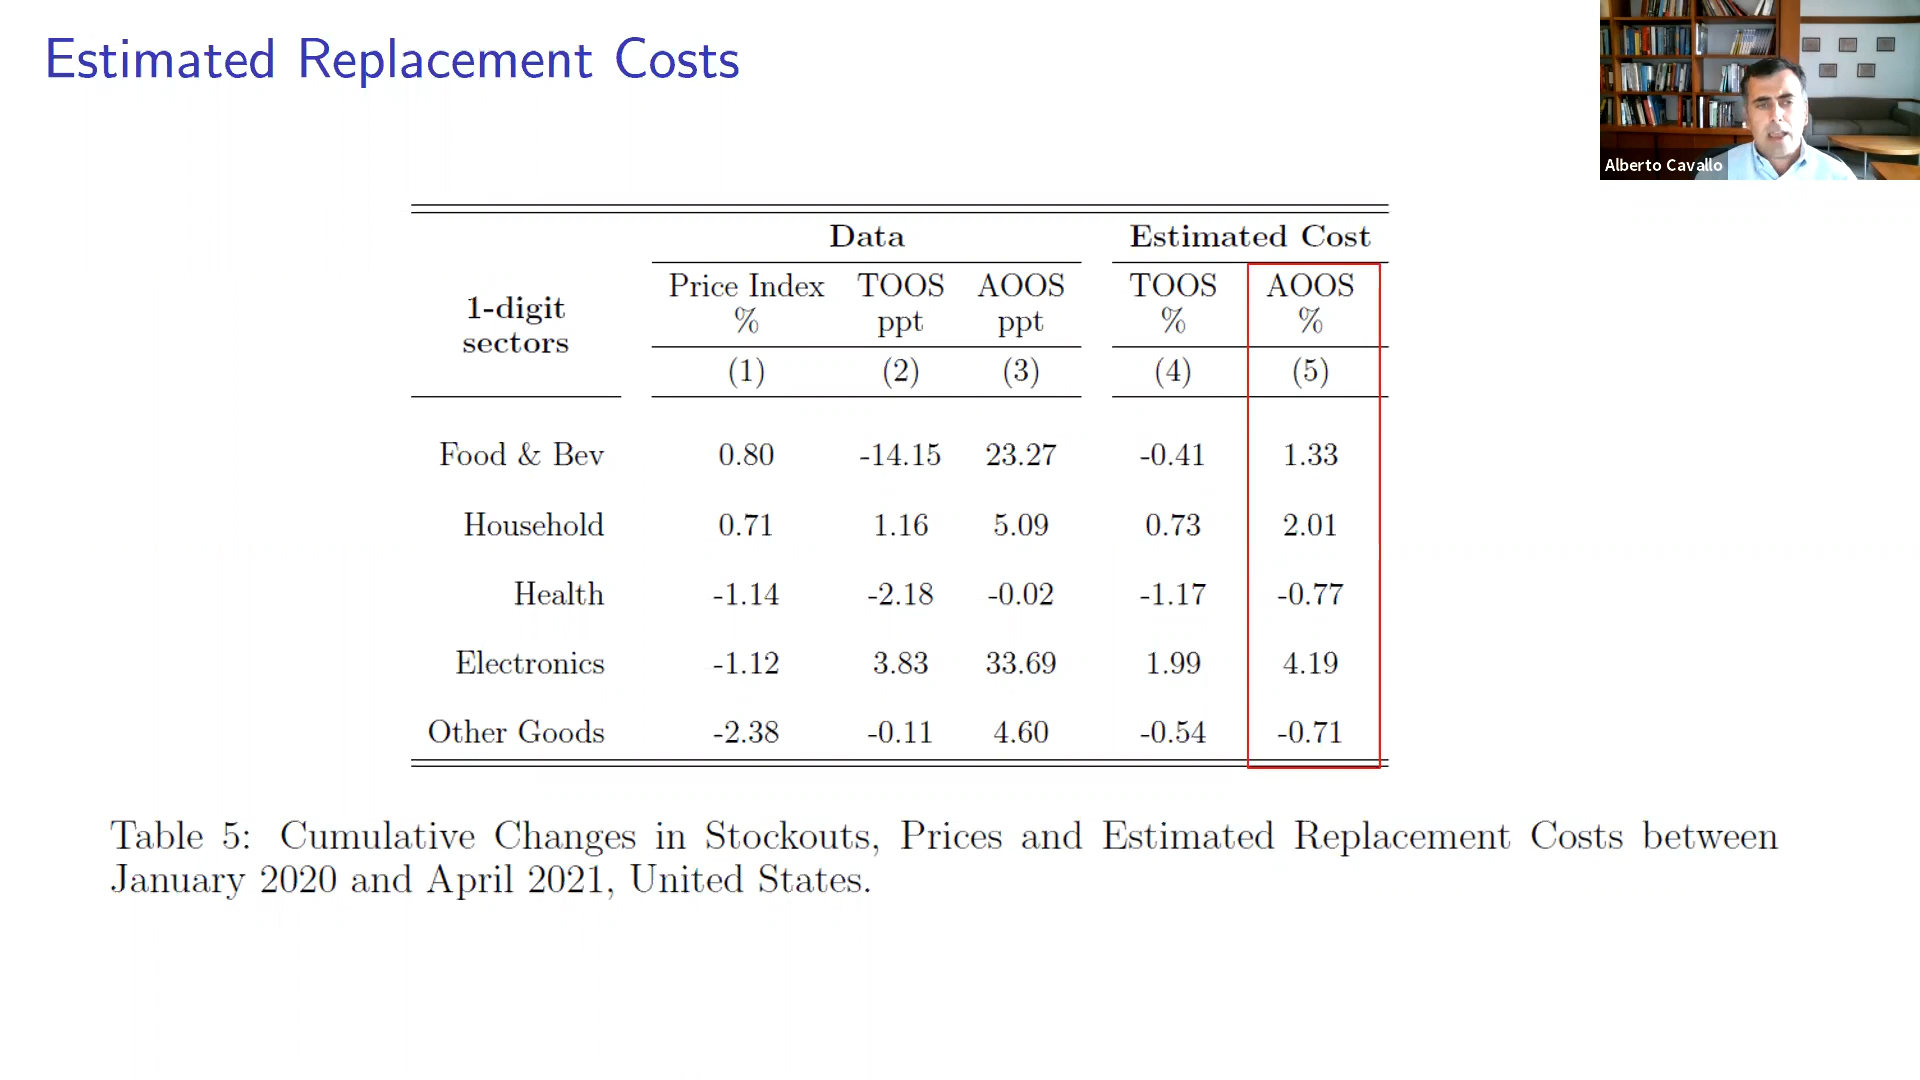 Estimated Replacement Costs
Alberto Cavallo
Data Estimated Cost
1-digit sectors
Price Index % TOOS ppt AOOS ppt TOOS % AOOS %
(1) (2) (3) (4) (5)
Food & Bev 0.80 -14.15 23.27 -0.41 1.33
Household 0.71 1.16 5.09 0.73 2.01
Health -1.14 -2.18 -0.02 -1.17 -0.77
Electronics -1.12 3.83 33.69 1.99 4.19
Other Goods -2.38 -0.11 4.60 -0.54 -0.71
Table 5: Cumulative Changes in Stockouts, Prices and Estimated Replacement Costs between
January 2020 and April 2021, United States.